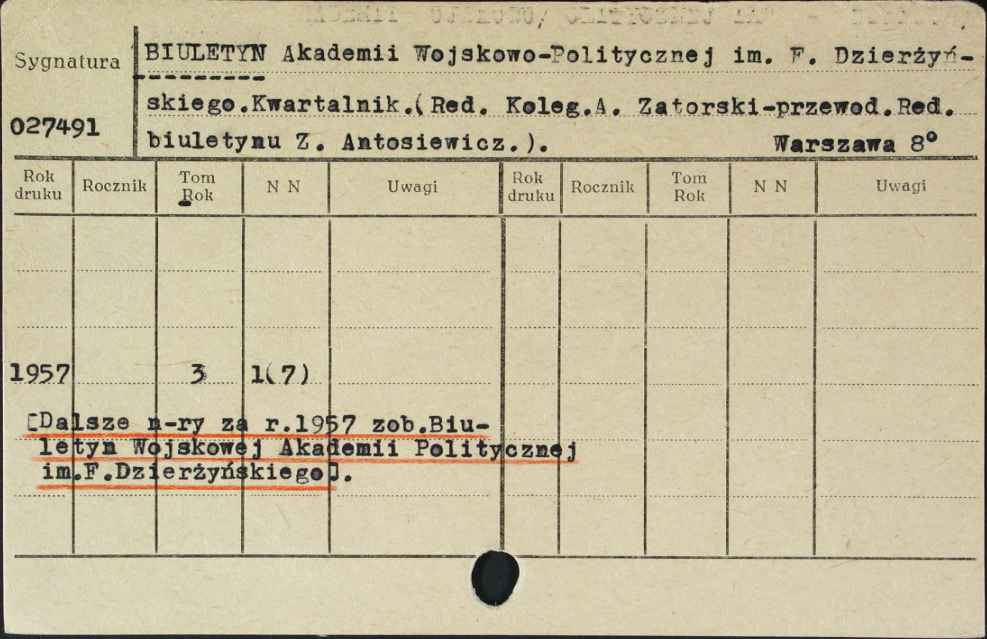 Sygnatura
027491
BIULETYN Akademii Wojskowo-Politycznej im. F. Dzierżyń-
skiego.Kwartalnik.(Red. Koleg.A. Zatorski-przewod.Red.
biuletynu Z. Antosiewicz.). Warszawa 8°
Rok druku Rocznik Tom Rok N N Uwagi Rok druku Rocznik Tom Rok N N Uwagi
1957 3 1(7)
[Dalsze n-ry za r.1957 zob.Biu-
letyn Wojskowej Akademii Politycznej
im.F.Dzierżyńskiego].